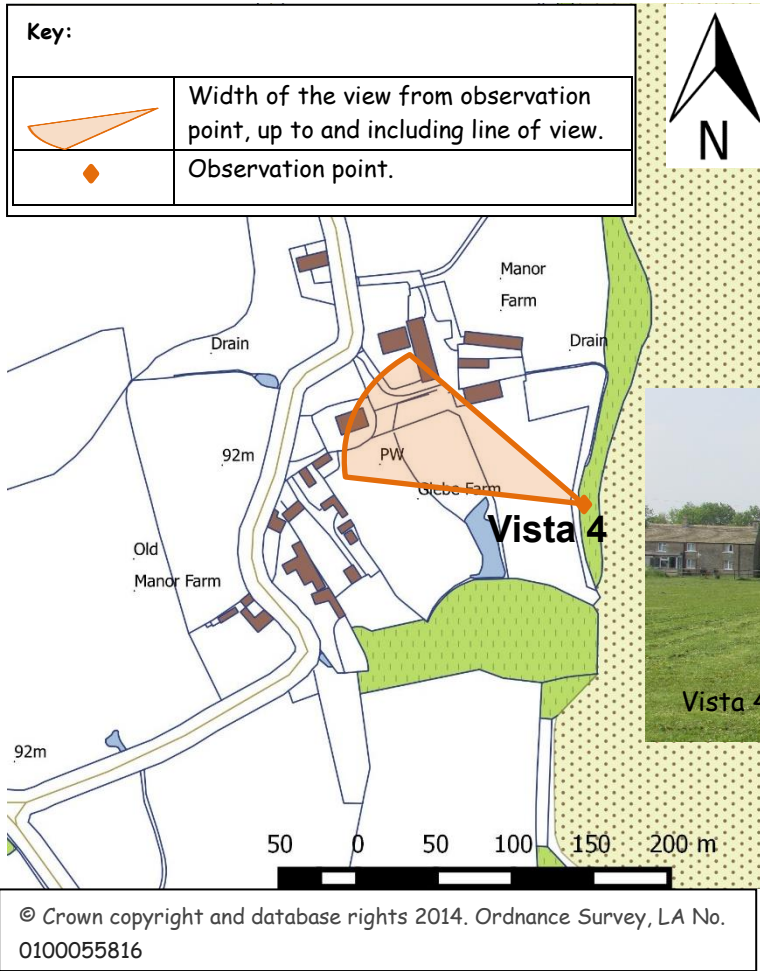 Key:
Width of the view from observation
point, up to and including line of view.
Observation point.
N
Manor
Farm
Drain
Drain
92m
PW
Glebe Farm
Vista 4
Old
Manor Farm
Vista 4
92m
50 0 50 100 150 200 m
© Crown copyright and database rights 2014. Ordnance Survey, LA No.
0100055816